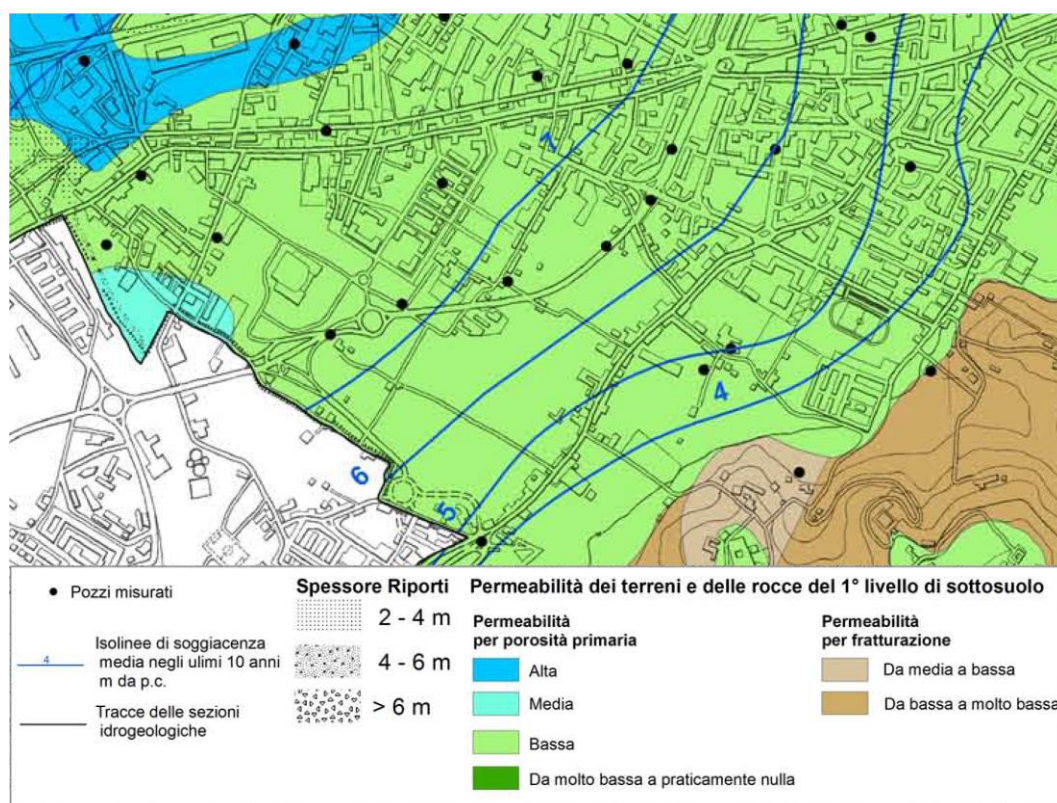 7
7
6
5
4
Pozzi misurati
4
Isolinee di soggiacenza
media negli ulimi 10 anni
m da p.c.
Tracce delle sezioni
idrogeologiche
Spessore Riporti
2 - 4 m
4 - 6 m
> 6 m
Permeabilità dei terreni e delle rocce del 1° livello di sottosuolo
Permeabilità
per porosità primaria
Alta
Media
Bassa
Da molto bassa a praticamente nulla
Permeabilità
per fratturazione
Da media a bassa
Da bassa a molto bassa